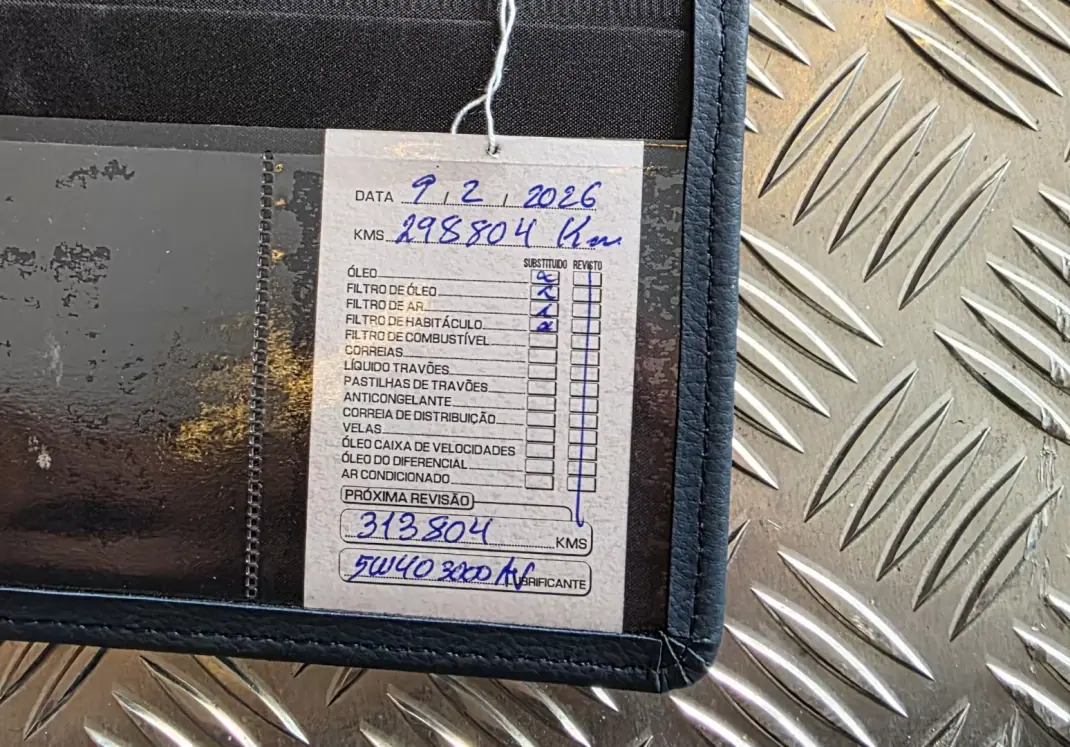 DATA 9 / 2 / 2026
KMS 298804 Km
SUBSTITUIDO REVISTO
ÓLEO
FILTRO DE ÓLEO
FILTRO DE AR
FILTRO DE HABITÁCULO
FILTRO DE COMBUSTÍVEL
CORREIAS
LÍQUIDO TRAVÕES
PASTILHAS DE TRAVÕES
ANTICONGELANTE
CORREIA DE DISTRIBUIÇÃO
VELAS
ÓLEO CAIXA DE VELOCIDADES
ÓLEO DO DIFERENCIAL
AR CONDICIONADO
PRÓXIMA REVISÃO
313804 KMS
5W40 LUBRIFICANTE